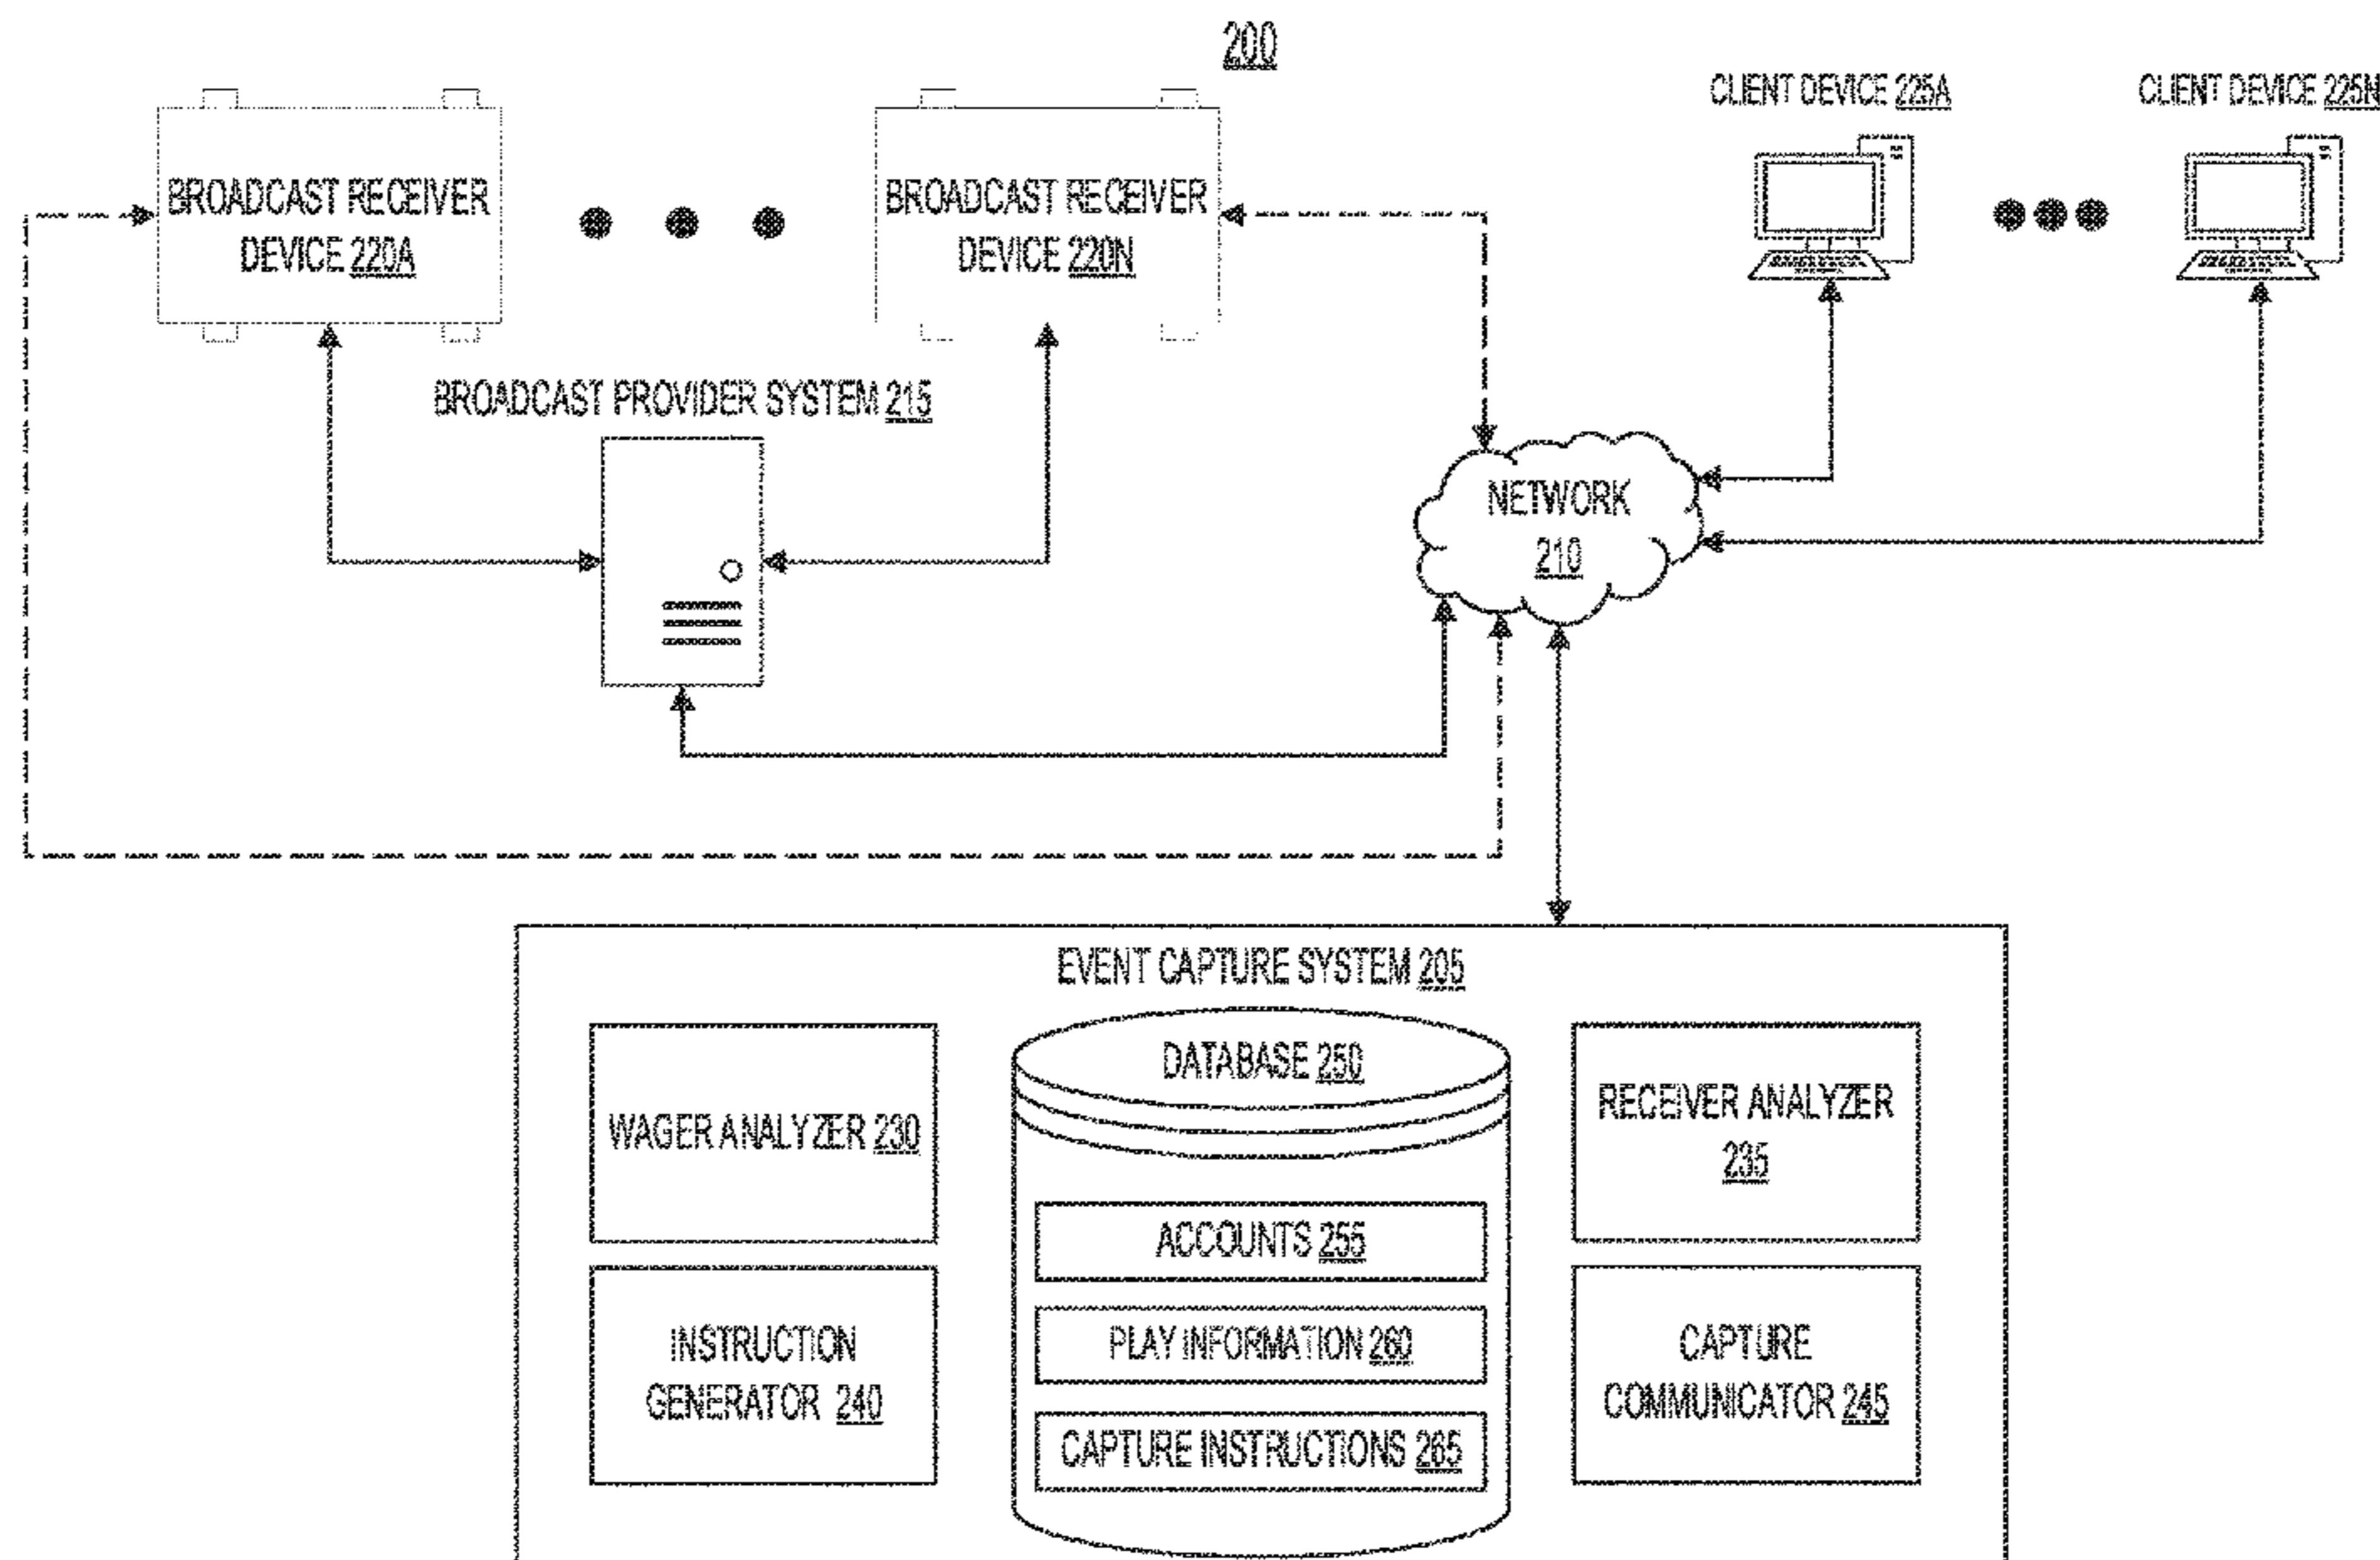 200
CLIENT DEVICE 225A
CLIENT DEVICE 225N
BROADCAST RECEIVER
DEVICE 220A
BROADCAST RECEIVER
DEVICE 220N
BROADCAST PROVIDER SYSTEM 215
NETWORK
210
EVENT CAPTURE SYSTEM 205
DATABASE 250
WAGER ANALYZER 230
RECEIVER ANALYZER
235
ACCOUNTS 255
PLAY INFORMATION 260
CAPTURE INSTRUCTIONS 265
INSTRUCTION
GENERATOR 240
CAPTURE
COMMUNICATOR 245